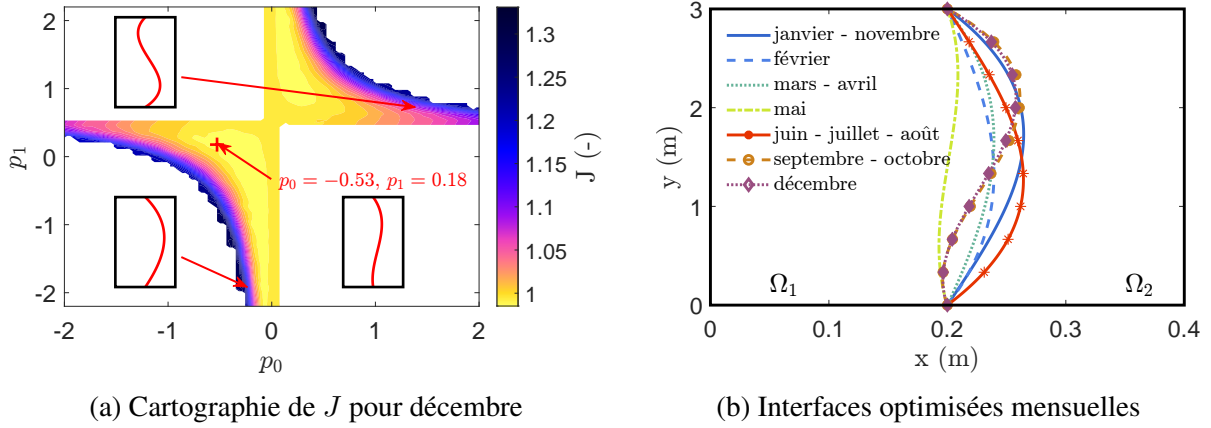 2
1
0
-1
-2
p₁
-2
-1
0
1
2
p₀
p₀ = −0.53, p₁ = 0.18
1.3
1.25
1.2
1.15
1.1
1.05
1
J (-)
(a) Cartographie de J pour décembre
3
2
1
0
y (m)
janvier - novembre
février
mars - avril
mai
juin - juillet - août
septembre - octobre
décembre
Ω₁
Ω₂
0
0.1
0.2
0.3
0.4
x (m)
(b) Interfaces optimisées mensuelles